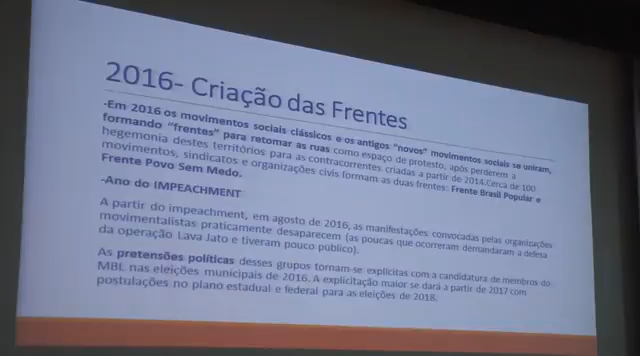 2016- Criação das Frentes
-Em 2016 os movimentos sociais clássicos e os antigos "novos" movimentos sociais se uniram,
formando "frentes" para retomar as ruas como espaço de protesto, após perderem a
hegemonia destes territórios para as contracorrentes criadas a partir de 2014.Cerca de 100
movimentos, sindicatos e organizações civis formam as duas frentes: Frente Brasil Popular e
Frente Povo Sem Medo.
-Ano do IMPEACHMENT
A partir do impeachment, em agosto de 2016, as manifestações convocadas pelas organizações
movimentalistas praticamente desaparecem (as poucas que ocorreram demandaram a defesa
da operação Lava Jato e tiveram pouco público).
As pretensões políticas desses grupos tornam-se explícitas com a candidatura de membros do
MBL nas eleições municipais de 2016. A explicitação maior se dará a partir de 2017 com
postulações no plano estadual e federal para as eleições de 2018.